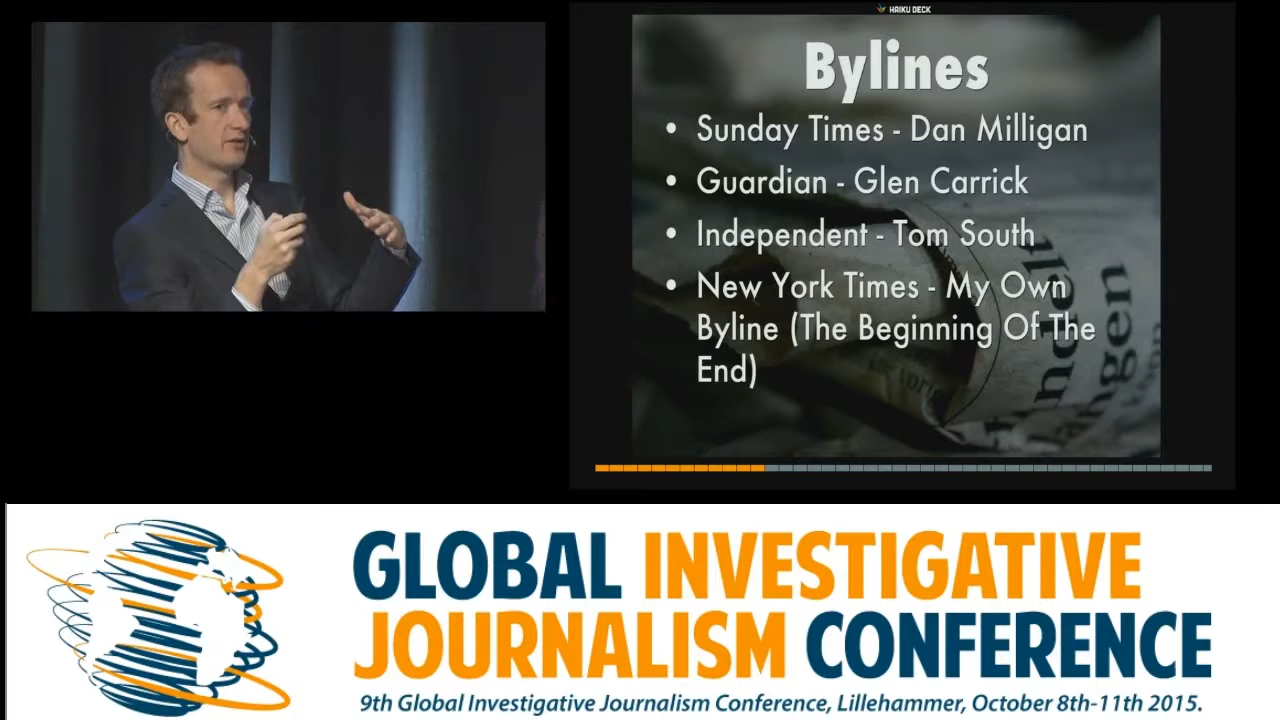 HAIKU DECK
Bylines
• Sunday Times - Dan Milligan
• Guardian - Glen Carrick
• Independent - Tom South
• New York Times - My Own
Byline (The Beginning Of The
End)
ndelt
ngen
GLOBAL INVESTIGATIVE
JOURNALISM CONFERENCE
9th Global Investigative Journalism Conference, Lillehammer, October 8th-11th 2015.